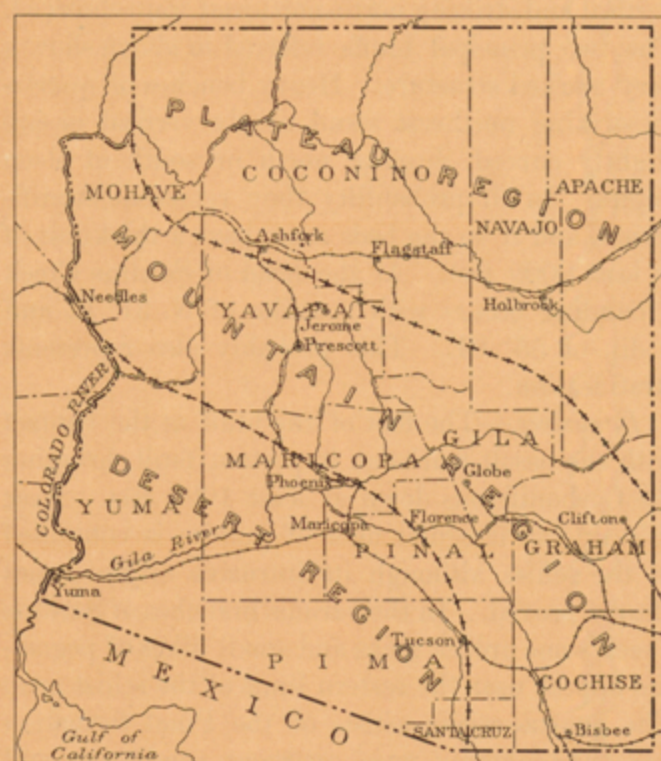 PLATEAU REGION
COCONINO
MOHAVE
APACHE
NAVAJO
MOUNTAIN REGION
Ashfork
Flagstaff
Needles
Holbrook
YAVAPAI
Jerome
Prescott
COLORADO RIVER
GILA
MARICOPA
Globe
Phoenix
DESERT REGION
YUMA
Maricopa
Florence
Clifton
Gila River
PINAL
GRAHAM
Yuma
Tucson
MEXICO
PIMA
COCHISE
SANTA CRUZ
Bisbee
Gulf of
California